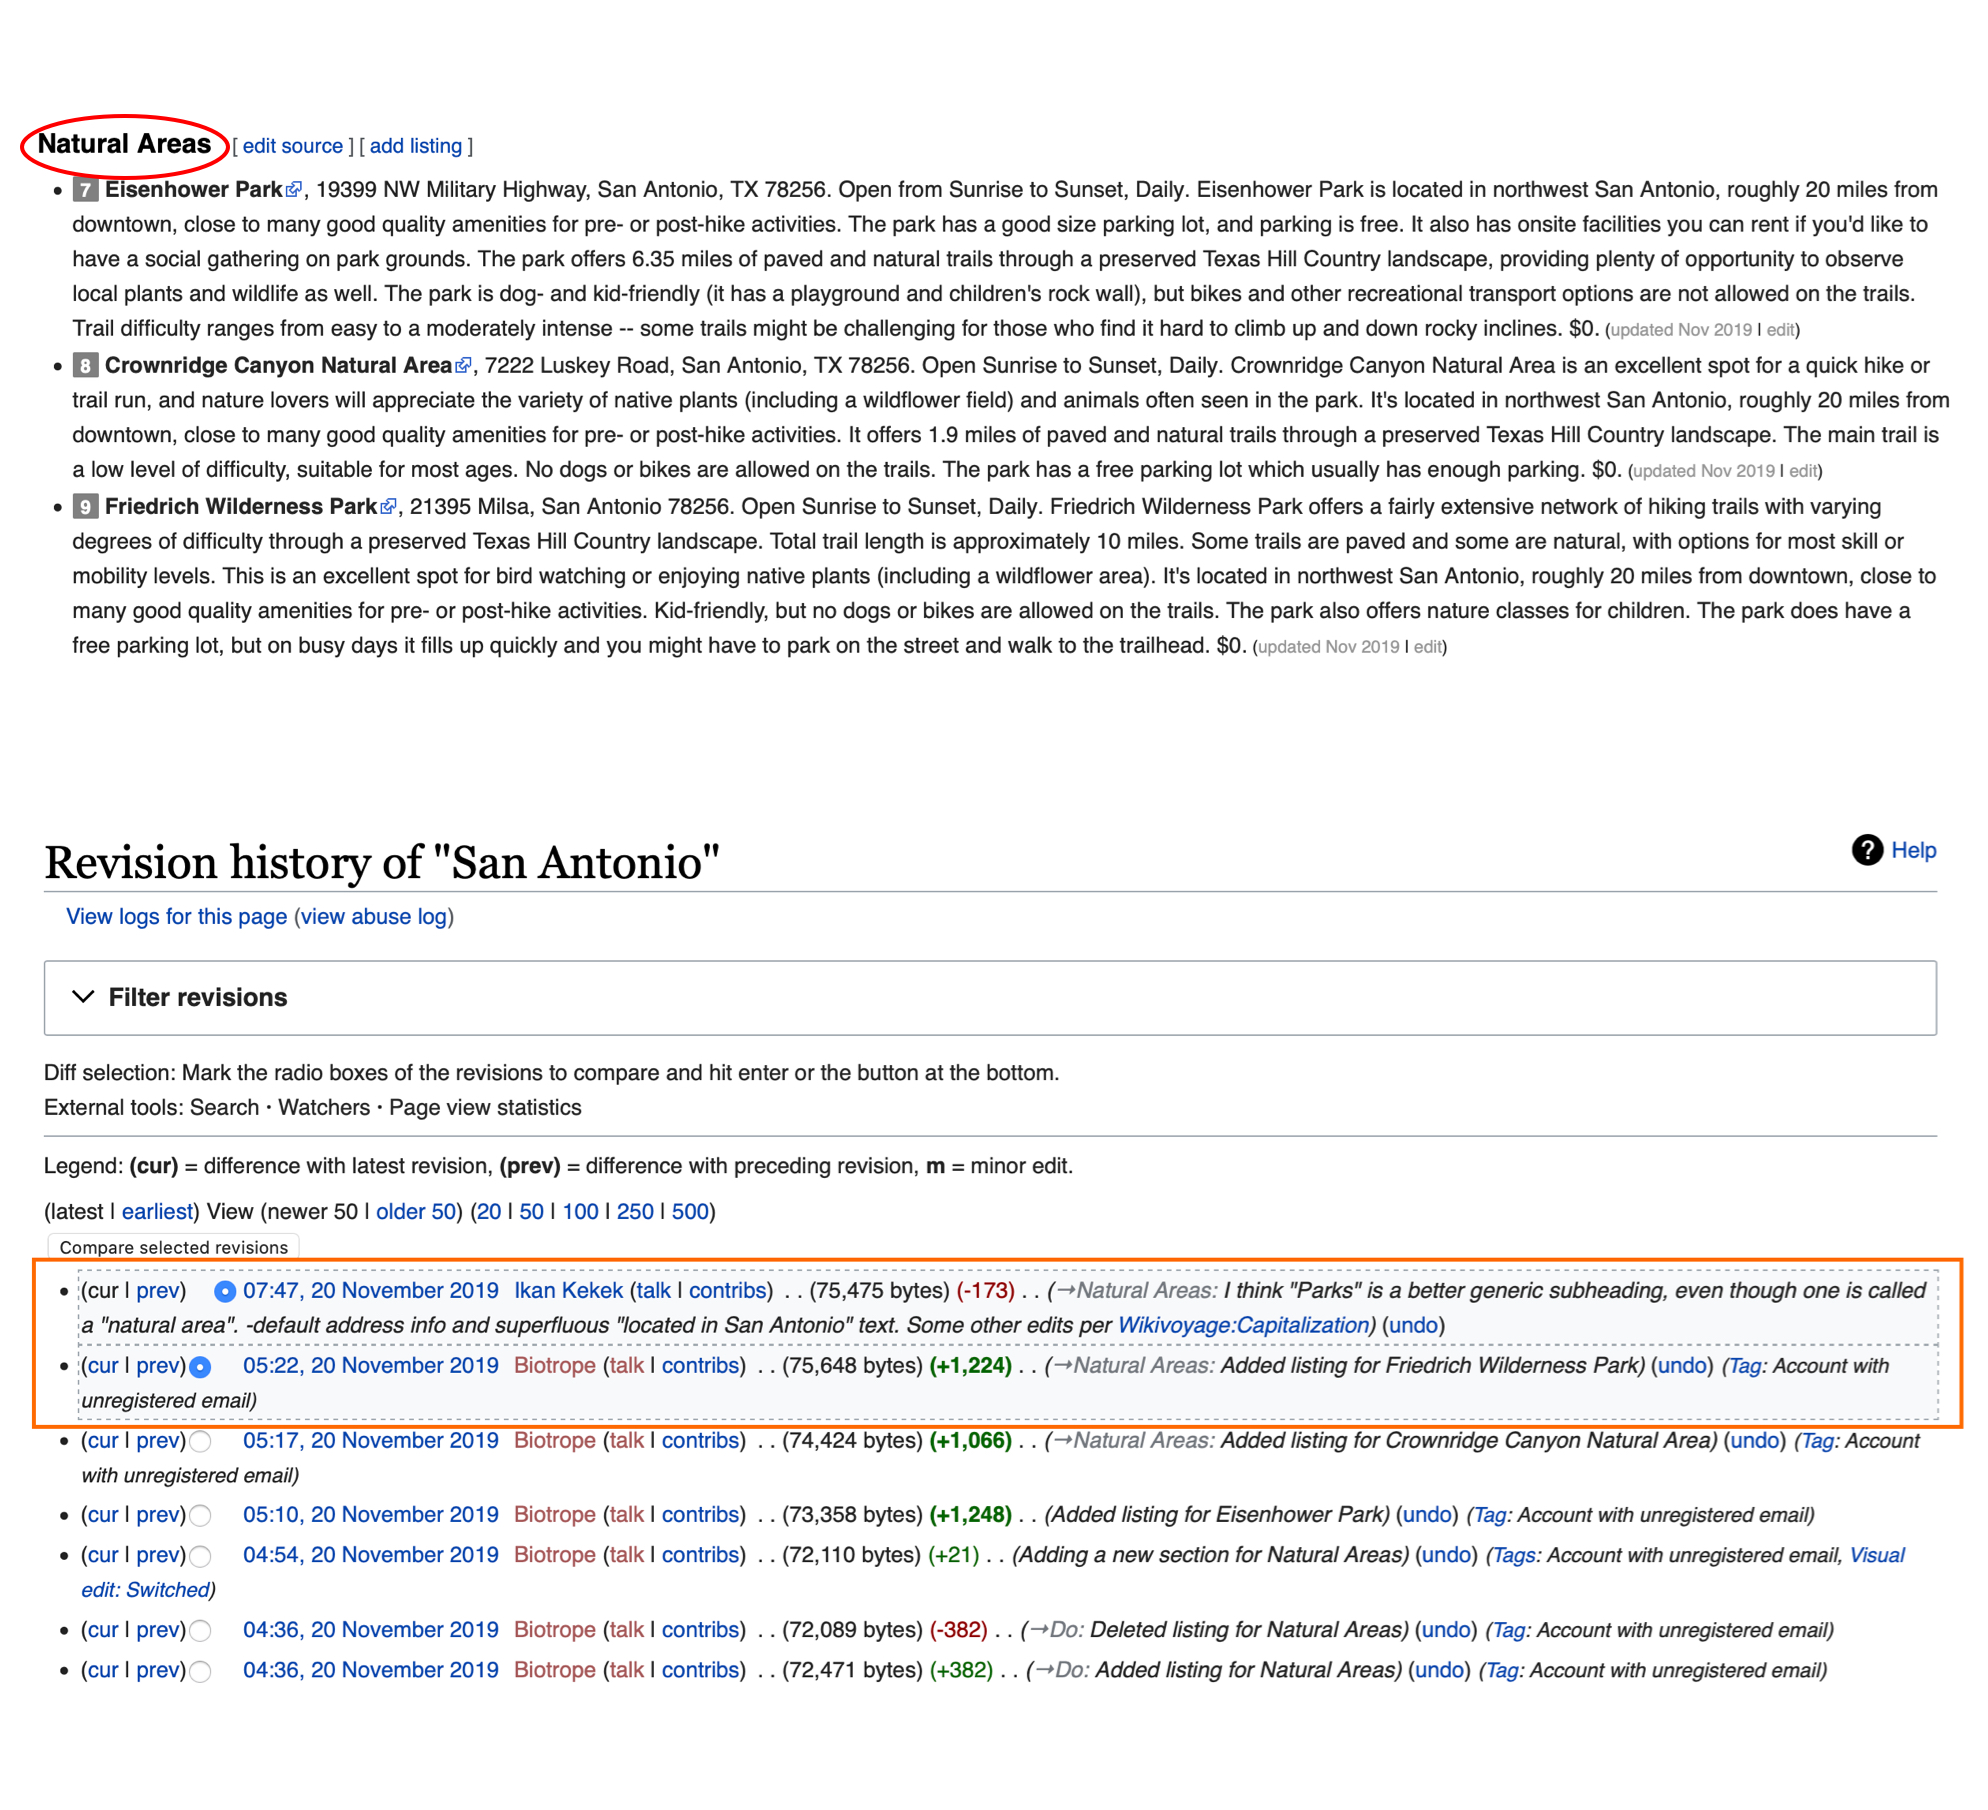 Natural Areas [ edit source ] [ add listing ]
• 7 Eisenhower Park, 19399 NW Military Highway, San Antonio, TX 78256. Open from Sunrise to Sunset, Daily. Eisenhower Park is located in northwest San Antonio, roughly 20 miles from
downtown, close to many good quality amenities for pre- or post-hike activities. The park has a good size parking lot, and parking is free. It also has onsite facilities you can rent if you'd like to
have a social gathering on park grounds. The park offers 6.35 miles of paved and natural trails through a preserved Texas Hill Country landscape, providing plenty of opportunity to observe
local plants and wildlife as well. The park is dog- and kid-friendly (it has a playground and children's rock wall), but bikes and other recreational transport options are not allowed on the trails.
Trail difficulty ranges from easy to a moderately intense -- some trails might be challenging for those who find it hard to climb up and down rocky inclines. $0. (updated Nov 2019 | edit)
• 8 Crownridge Canyon Natural Area, 7222 Luskey Road, San Antonio, TX 78256. Open Sunrise to Sunset, Daily. Crownridge Canyon Natural Area is an excellent spot for a quick hike or
trail run, and nature lovers will appreciate the variety of native plants (including a wildflower field) and animals often seen in the park. It's located in northwest San Antonio, roughly 20 miles from
downtown, close to many good quality amenities for pre- or post-hike activities. It offers 1.9 miles of paved and natural trails through a preserved Texas Hill Country landscape. The main trail is
a low level of difficulty, suitable for most ages. No dogs or bikes are allowed on the trails. The park has a free parking lot which usually has enough parking. $0. (updated Nov 2019 | edit)
• 9 Friedrich Wilderness Park, 21395 Milsa, San Antonio 78256. Open Sunrise to Sunset, Daily. Friedrich Wilderness Park offers a fairly extensive network of hiking trails with varying
degrees of difficulty through a preserved Texas Hill Country landscape. Total trail length is approximately 10 miles. Some trails are paved and some are natural, with options for most skill or
mobility levels. This is an excellent spot for bird watching or enjoying native plants (including a wildflower area). It's located in northwest San Antonio, roughly 20 miles from downtown, close to
many good quality amenities for pre- or post-hike activities. Kid-friendly, but no dogs or bikes are allowed on the trails. The park also offers nature classes for children. The park does have a
free parking lot, but on busy days it fills up quickly and you might have to park on the street and walk to the trailhead. $0. (updated Nov 2019 | edit)
Revision history of "San Antonio"
? Help
View logs for this page (view abuse log)
Filter revisions
Diff selection: Mark the radio boxes of the revisions to compare and hit enter or the button at the bottom.
External tools: Search · Watchers · Page view statistics
Legend: (cur) = difference with latest revision, (prev) = difference with preceding revision, m = minor edit.
(latest | earliest) View (newer 50 | older 50) (20 | 50 | 100 | 250 | 500)
Compare selected revisions
• (cur | prev) 07:47, 20 November 2019 Ikan Kekek (talk | contribs) . . (75,475 bytes) (-173) . . (→Natural Areas: I think "Parks" is a better generic subheading, even though one is called
a "natural area". -default address info and superfluous "located in San Antonio" text. Some other edits per Wikivoyage:Capitalization) (undo)
• (cur | prev) 05:22, 20 November 2019 Biotrope (talk | contribs) . . (75,648 bytes) (+1,224) . . (→Natural Areas: Added listing for Friedrich Wilderness Park) (undo) (Tag: Account with
unregistered email)
• (cur | prev) 05:17, 20 November 2019 Biotrope (talk | contribs) . . (74,424 bytes) (+1,066) . . (→Natural Areas: Added listing for Crownridge Canyon Natural Area) (undo) (Tag: Account
with unregistered email)
• (cur | prev) 05:10, 20 November 2019 Biotrope (talk | contribs) . . (73,358 bytes) (+1,248) . . (Added listing for Eisenhower Park) (undo) (Tag: Account with unregistered email)
• (cur | prev) 04:54, 20 November 2019 Biotrope (talk | contribs) . . (72,110 bytes) (+21) . . (Adding a new section for Natural Areas) (undo) (Tags: Account with unregistered email, Visual
edit: Switched)
• (cur | prev) 04:36, 20 November 2019 Biotrope (talk | contribs) . . (72,089 bytes) (-382) . . (→Do: Deleted listing for Natural Areas) (undo) (Tag: Account with unregistered email)
• (cur | prev) 04:36, 20 November 2019 Biotrope (talk | contribs) . . (72,471 bytes) (+382) . . (→Do: Added listing for Natural Areas) (undo) (Tag: Account with unregistered email)